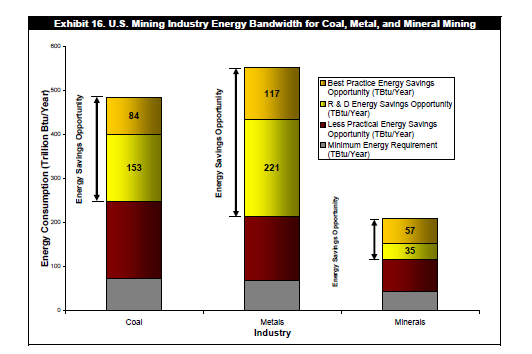 Exhibit 16. U.S. Mining Industry Energy Bandwidth for Coal, Metal, and Mineral Mining
Energy Consumption (Trillion Btu/Year)
600
500
400
300
200
100
0
Energy Savings Opportunity
84
153
Energy Savings Opportunity
117
221
Energy Savings Opportunity
57
35
Best Practice Energy Savings
Opportunity (TBtu/Year)
R & D Energy Savings Opportunity
(TBtu/Year)
Less Practical Energy Savings
Opportunity (TBtu/Year)
Minimum Energy Requirement
(TBtu/Year)
Coal
Metals
Minerals
Industry